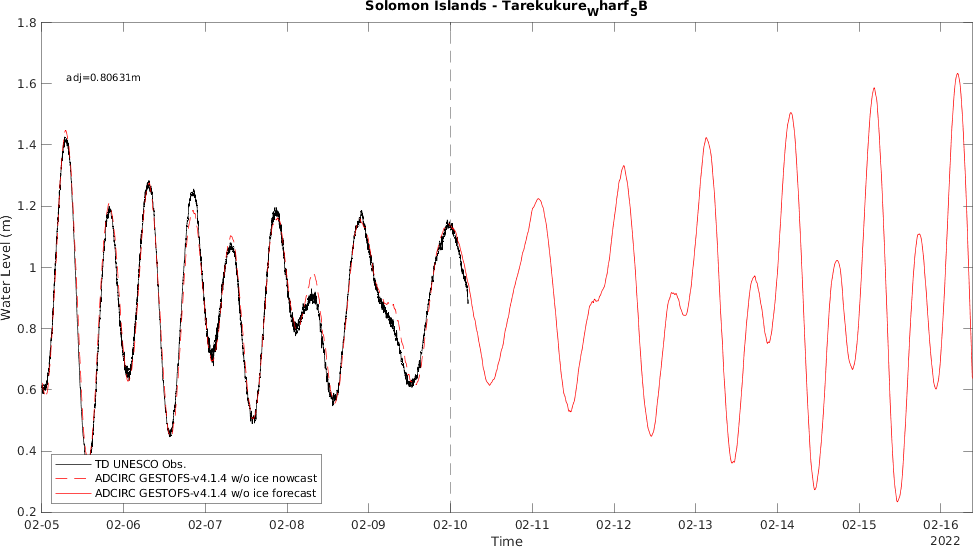 Solomon Islands - Tarekukure_Wharf_SB
adj=0.80631m
Water Level (m)
1.8
1.6
1.4
1.2
1
0.8
0.6
0.4
0.2
TD UNESCO Obs.
ADCIRC GESTOFS-v4.1.4 w/o ice nowcast
ADCIRC GESTOFS-v4.1.4 w/o ice forecast
02-05 02-06 02-07 02-08 02-09 02-10 02-11 02-12 02-13 02-14 02-15 02-16
Time
2022